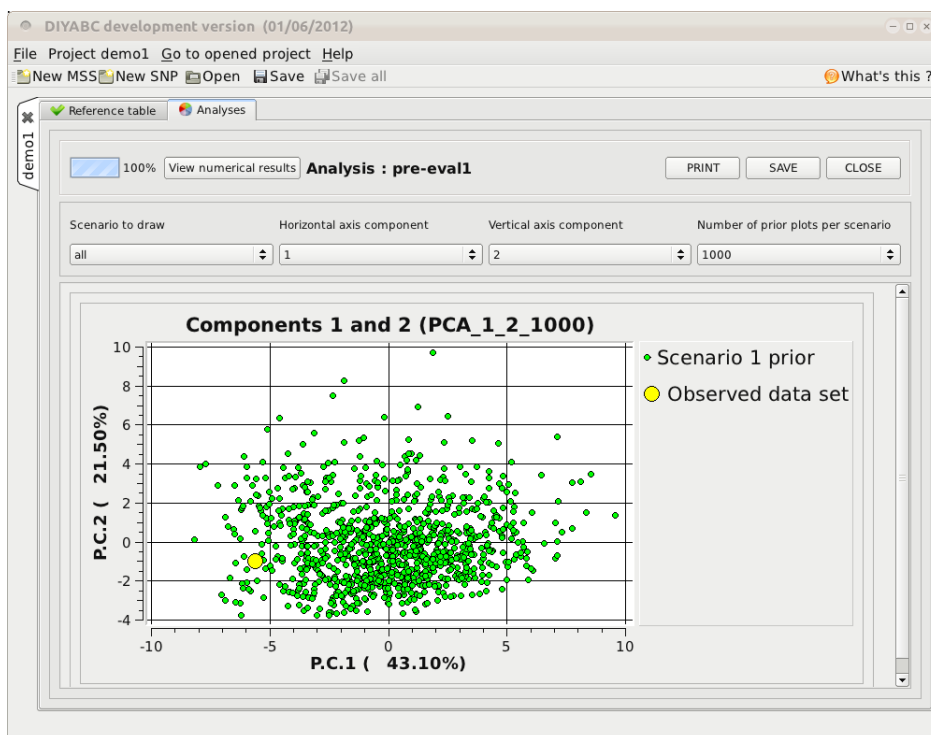 DIYABC development version (01/06/2012)
File Project demo1 Go to opened project Help
New MSS New SNP Open Save Save all What's this ?
demo1
Reference table Analyses
100% View numerical results Analysis : pre-eval1 PRINT SAVE CLOSE
Scenario to draw Horizontal axis component Vertical axis component Number of prior plots per scenario
all 1 2 1000
Components 1 and 2 (PCA_1_2_1000)
P.C.2 ( 21.50%)
10
8
6
4
2
0
-2
-4
-10 -5 0 5 10
P.C.1 ( 43.10%)
Scenario 1 prior
Observed data set